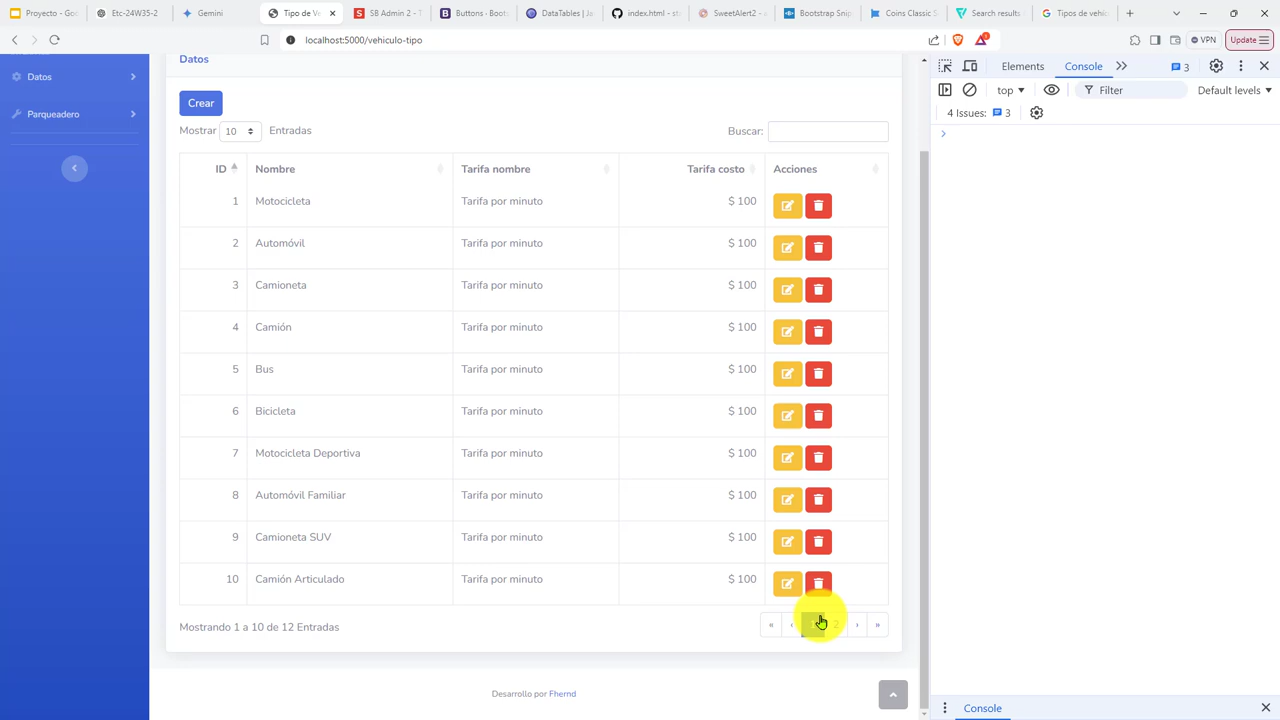 Proyecto - Goo
Etc-24W35-2
Gemini
Tipo de Ve
SB Admin 2 - T
Buttons - Boots
DataTables | Ja
index.html - sta
SweetAlert2 - a
Bootstrap Snip
Coins Classic S
Search results
Tipos de vehíc
localhost:5000/vehiculo-tipo
VPN
Update
Datos
Parqueadero
Datos
Crear
Mostrar 10 Entradas
Buscar:
ID Nombre Tarifa nombre Tarifa costo Acciones
1 Motocicleta Tarifa por minuto $ 100
2 Automóvil Tarifa por minuto $ 100
3 Camioneta Tarifa por minuto $ 100
4 Camión Tarifa por minuto $ 100
5 Bus Tarifa por minuto $ 100
6 Bicicleta Tarifa por minuto $ 100
7 Motocicleta Deportiva Tarifa por minuto $ 100
8 Automóvil Familiar Tarifa por minuto $ 100
9 Camioneta SUV Tarifa por minuto $ 100
10 Camión Articulado Tarifa por minuto $ 100
Mostrando 1 a 10 de 12 Entradas
« ‹ 2 › »
Desarrollo por Fhernd
Elements Console 3
top Filter Default levels
4 Issues: 3
Console